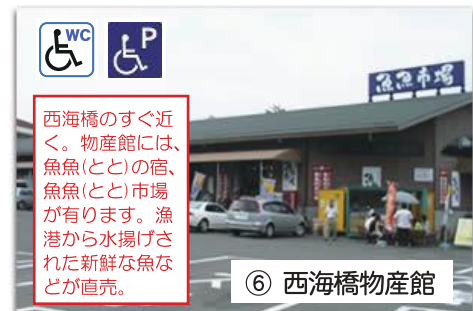 WC
P
魚魚市場
西海橋のすぐ近
く。物産館には、
魚魚(とと)の宿、
魚魚(とと)市場
が有ります。漁
港から水揚げさ
れた新鮮な魚な
どが直売。
⑥ 西海橋物産館